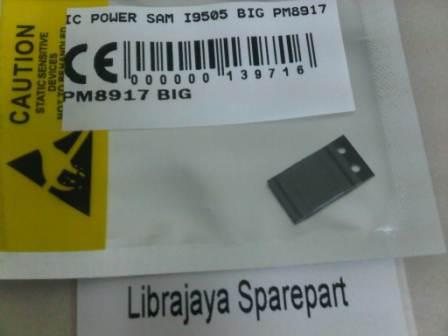 IC POWER SAM I9505 BIG PM8917
CE
000000 139716
PM8917 BIG
CAUTION
STATIC SENSITIVE
DEVICES
Librajaya Sparepart